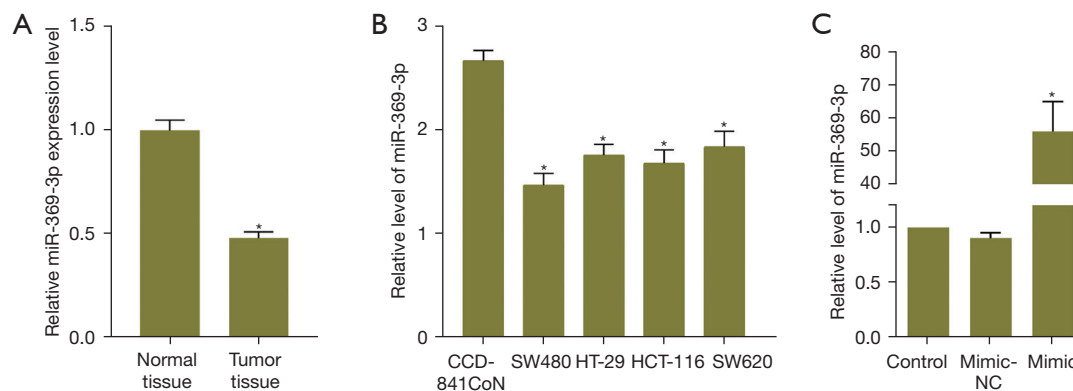 A
Relative miR-369-3p expression level
1.5
1.0
0.5
0.0
*
Normal
tissue
Tumor
tissue
B
Relative level of miR-369-3p
3
2
1
0
*
*
*
*
CCD-
841CoN
SW480
HT-29
HCT-116
SW620
C
Relative level of miR-369-3p
80
70
60
50
40
1.0
0.5
0.0
*
Control
Mimic-
NC
Mimic